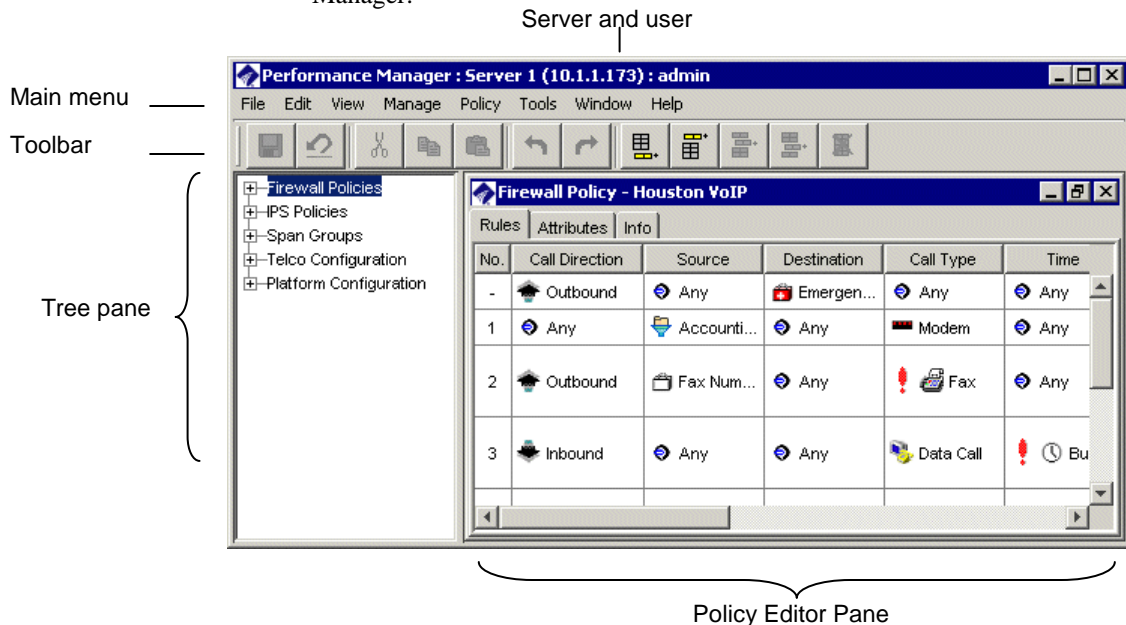 Manager.
Server and user
Performance Manager : Server 1 (10.1.1.173) : admin
Main menu
File Edit View Manage Policy Tools Window Help
Toolbar
Tree pane
Firewall Policies
IPS Policies
Span Groups
Telco Configuration
Platform Configuration
Firewall Policy - Houston VoIP
Rules Attributes Info
No. Call Direction Source Destination Call Type Time
- Outbound Any Emergen... Any Any
1 Any Accounti... Any Modem Any
2 Outbound Fax Num... Any Fax Any
3 Inbound Any Any Data Call Bu
Policy Editor Pane